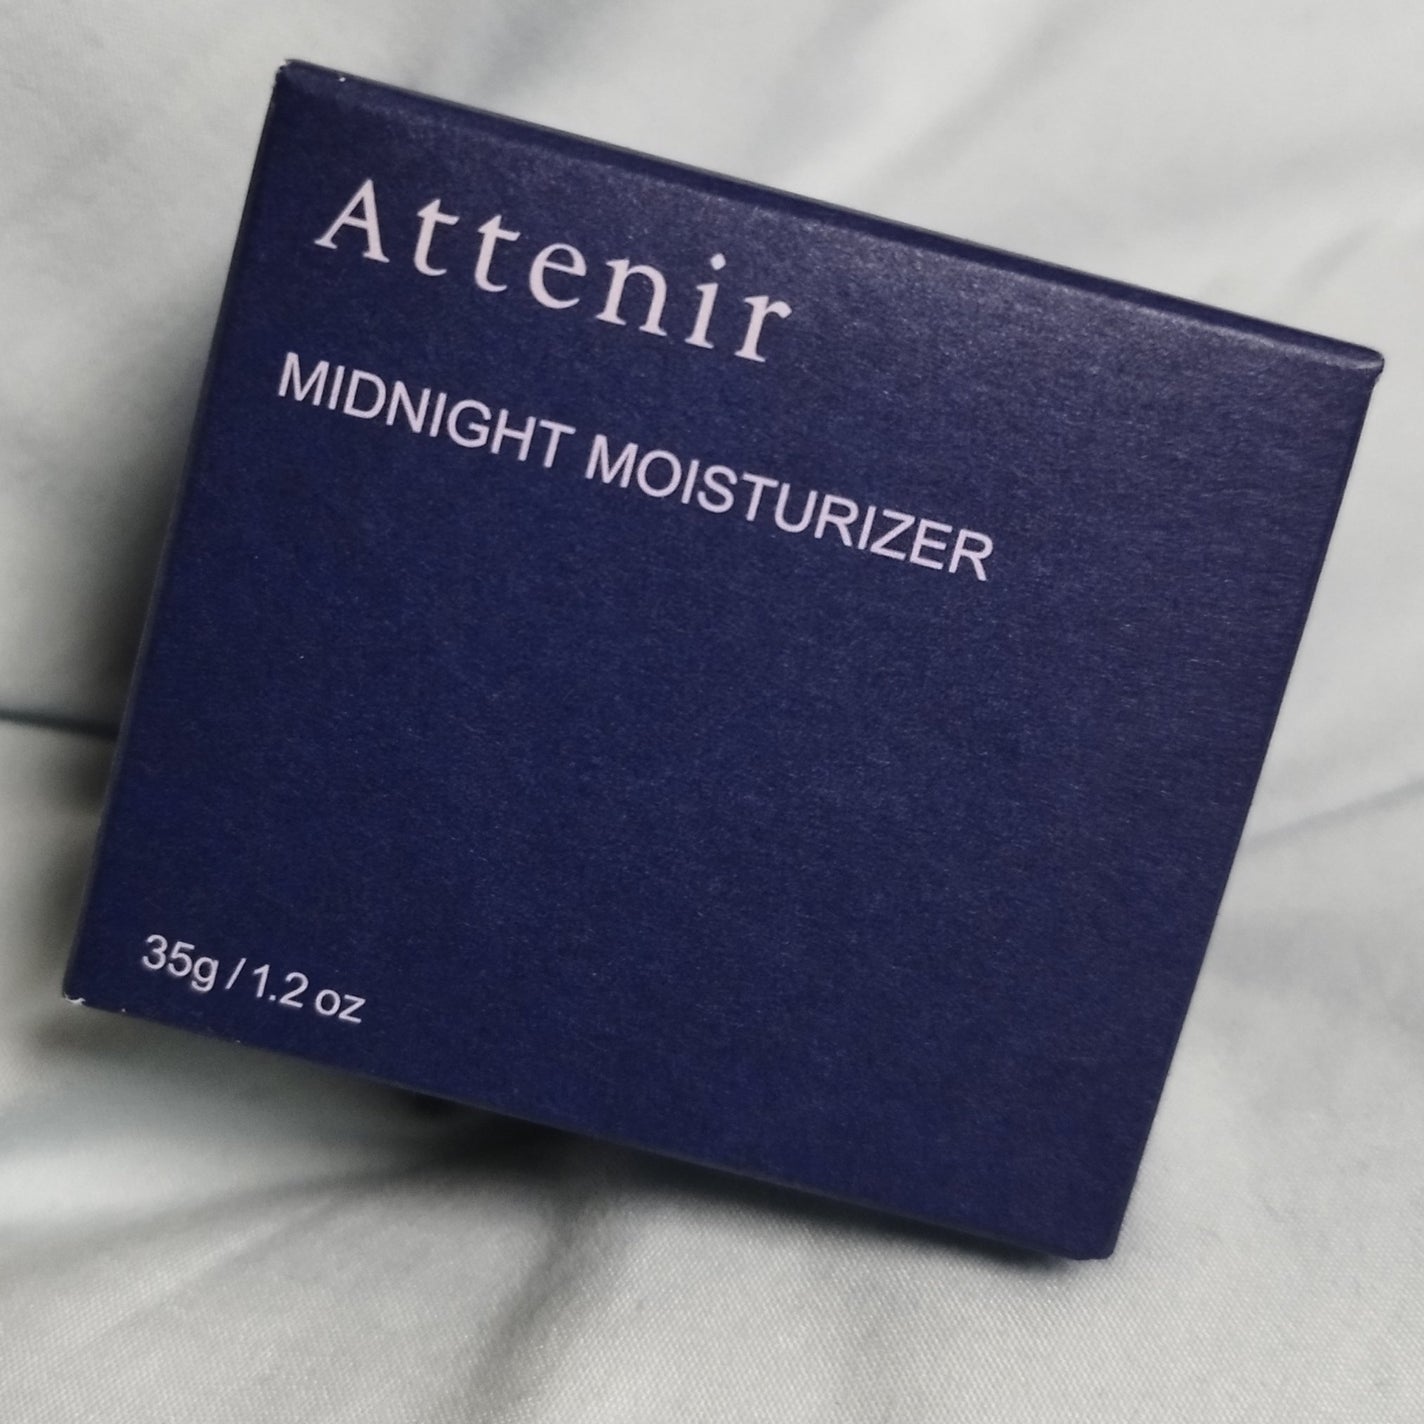 Attenir
MIDNIGHT MOISTURIZER
35g / 1.2 oz